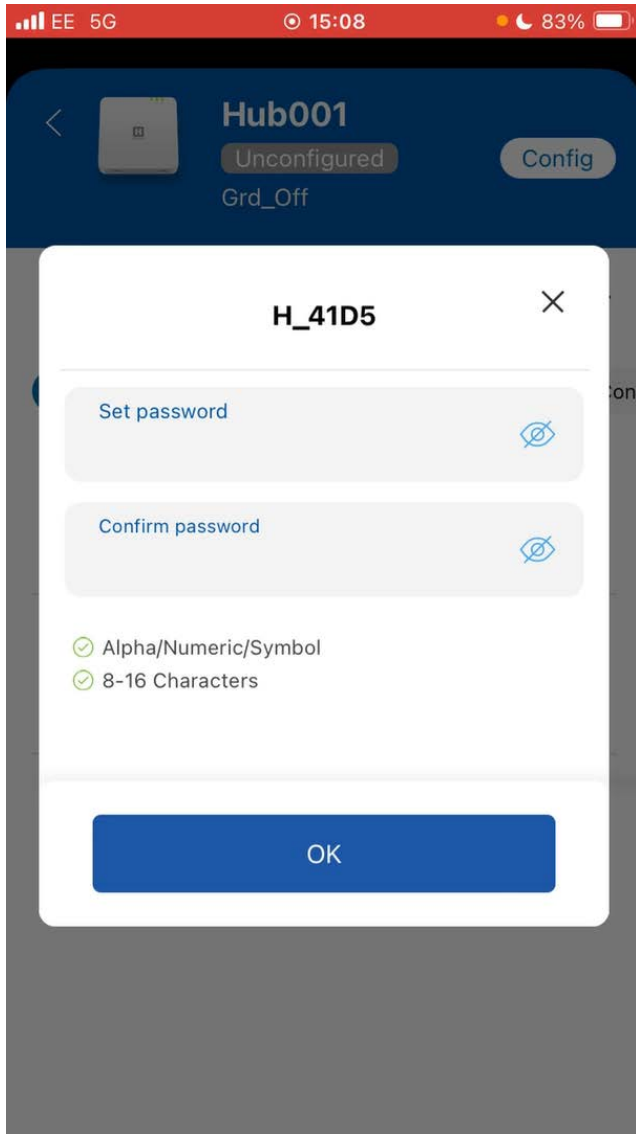 EE 5G 15:08 83%
Hub001
Unconfigured
Config
Grd_Off
H_41D5
Con
Set password
Confirm password
Alpha/Numeric/Symbol
8-16 Characters
OK